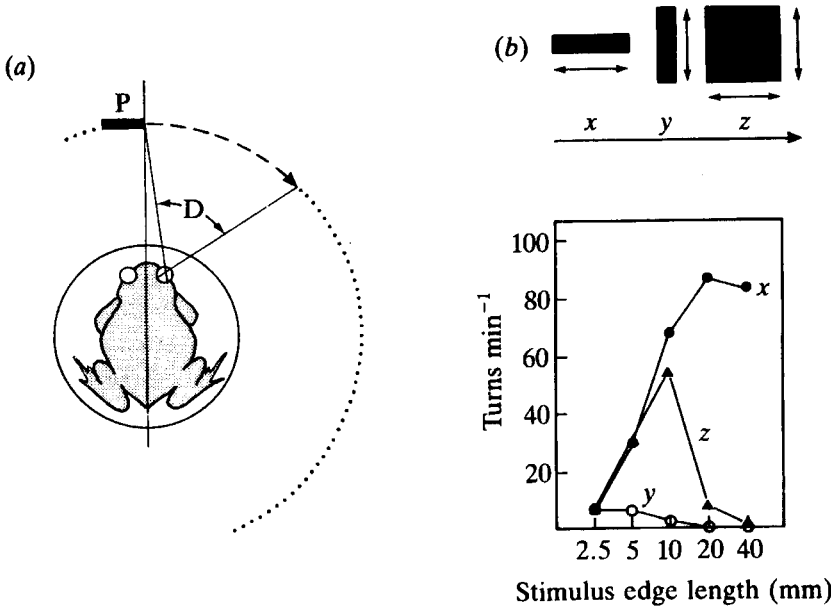 (a)
P
D
(b)
x y z
100
80
60
40
20
Turns min⁻¹
x
z
y
2.5 5 10 20 40
Stimulus edge length (mm)